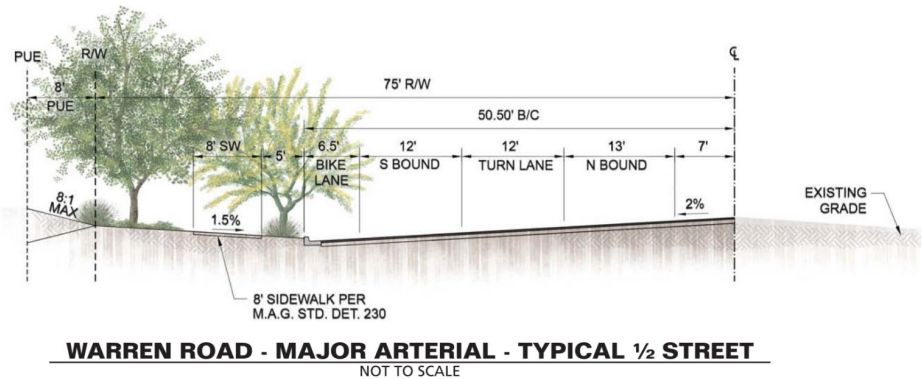 PUE
R/W
℄
8'
PUE
75' R/W
50.50' B/C
8' SW
5'
6.5'
BIKE
LANE
12'
S BOUND
12'
TURN LANE
13'
N BOUND
7'
8:1
MAX
1.5%
2%
EXISTING
GRADE
8' SIDEWALK PER
M.A.G. STD. DET. 230
WARREN ROAD - MAJOR ARTERIAL - TYPICAL ½ STREET
NOT TO SCALE